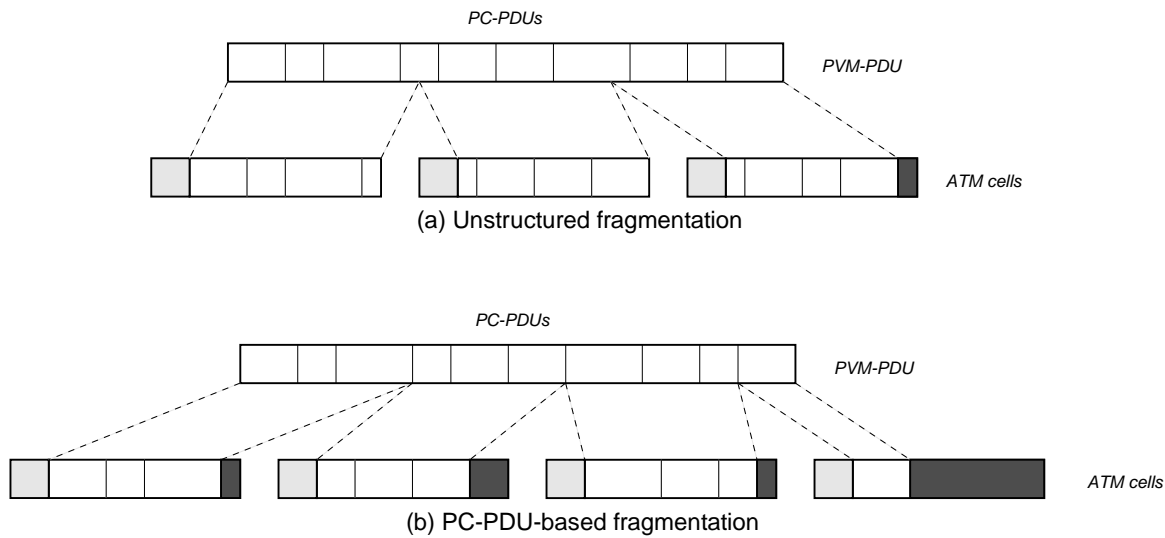 PC-PDUs
PVM-PDU
ATM cells
(a) Unstructured fragmentation
PC-PDUs
PVM-PDU
ATM cells
(b) PC-PDU-based fragmentation